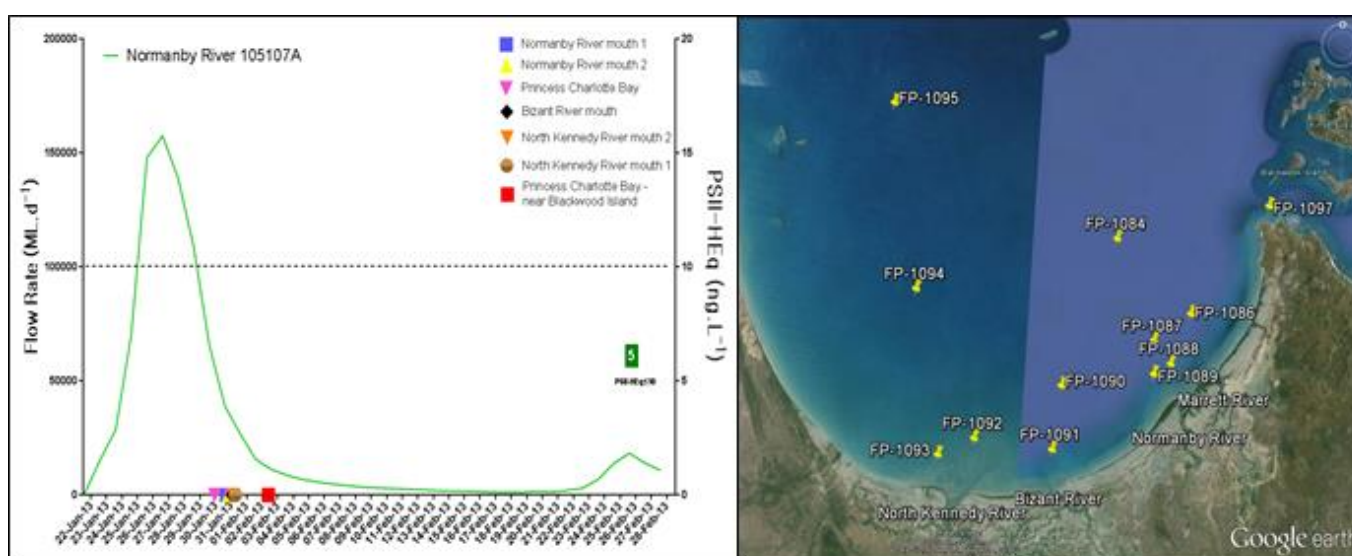 200000
150000
100000
50000
0
Flow Rate (ML.d⁻¹)
Normanby River 105107A
Normanby River mouth 1
Normanby River mouth 2
Princess Charlotte Bay
Bizant River mouth
North Kennedy River mouth 2
North Kennedy River mouth 1
Princess Charlotte Bay -
near Blackwood Island
5
20
15
10
5
0
PSII-HEq (ng.L⁻¹)
22-Jan-13
23-Jan-13
24-Jan-13
25-Jan-13
26-Jan-13
27-Jan-13
28-Jan-13
29-Jan-13
30-Jan-13
31-Jan-13
01-Feb-13
02-Feb-13
03-Feb-13
04-Feb-13
05-Feb-13
06-Feb-13
07-Feb-13
08-Feb-13
09-Feb-13
10-Feb-13
11-Feb-13
12-Feb-13
13-Feb-13
14-Feb-13
15-Feb-13
16-Feb-13
17-Feb-13
18-Feb-13
19-Feb-13
20-Feb-13
21-Feb-13
22-Feb-13
23-Feb-13
24-Feb-13
25-Feb-13
26-Feb-13
27-Feb-13
28-Feb-13
FP-1095
FP-1097
FP-1084
FP-1094
FP-1086
FP-1087
FP-1088
FP-1089
FP-1090
Marrett River
FP-1092
FP-1091
Normanby River
FP-1093
Bizant River
North Kennedy River
Google earth